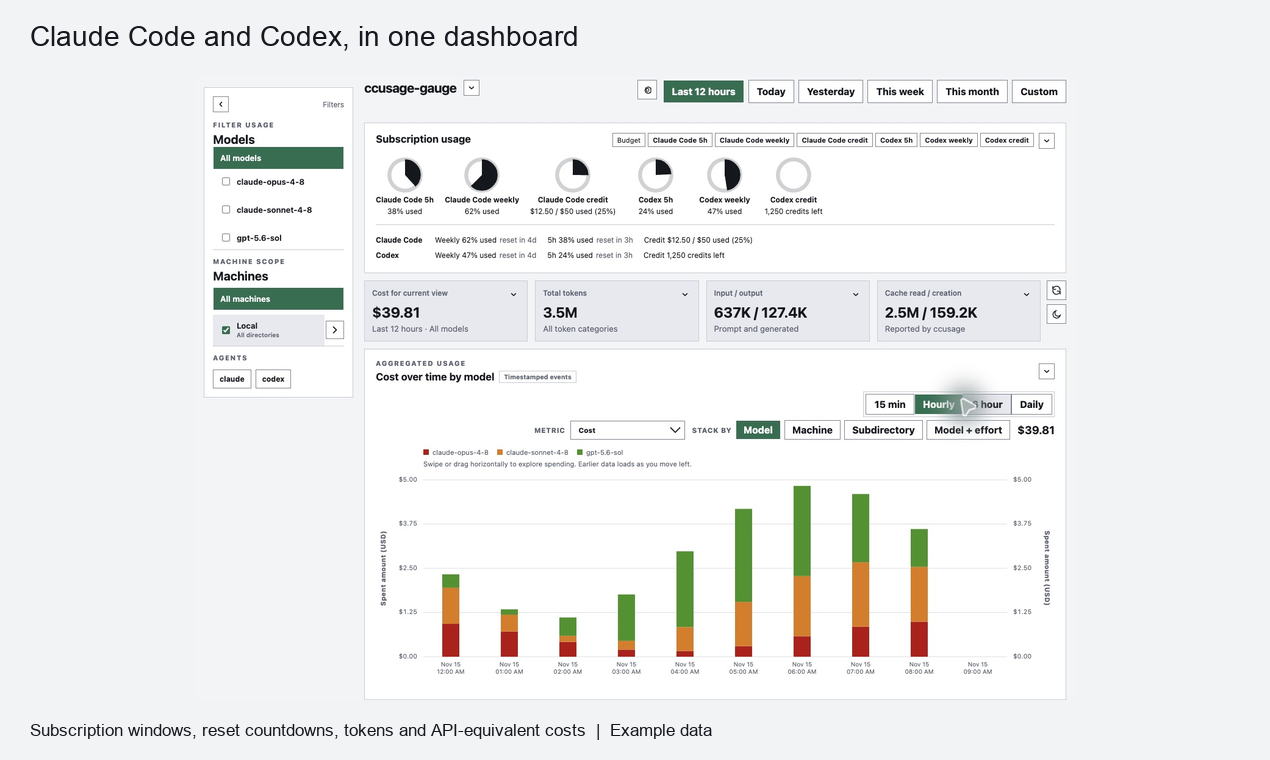 Claude Code and Codex, in one dashboard
Filters
FILTER USAGE
Models
All models
claude-opus-4-8
claude-sonnet-4-8
gpt-5.6-sol
MACHINE SCOPE
Machines
All machines
Local
All directories
AGENTS
claude codex
ccusage-gauge
Last 12 hours Today Yesterday This week This month Custom
Subscription usage
Budget Claude Code 5h Claude Code weekly Claude Code credit Codex 5h Codex weekly Codex credit
Claude Code 5h Claude Code weekly Claude Code credit Codex 5h Codex weekly Codex credit
38% used 62% used $12.50 / $50 used (25%) 24% used 47% used 1,250 credits left
Claude Code Weekly 62% used reset in 4d 5h 38% used reset in 3h Credit $12.50 / $50 used (25%)
Codex Weekly 47% used reset in 4d 5h 24% used reset in 3h Credit 1,250 credits left
Cost for current view Total tokens Input / output Cache read / creation
$39.81 3.5M 637K / 127.4K 2.5M / 159.2K
Last 12 hours · All models All token categories Prompt and generated Reported by ccusage
AGGREGATED USAGE
Cost over time by model Timestamped events
15 min Hourly hour Daily
METRIC Cost STACK BY Model Machine Subdirectory Model + effort $39.81
claude-opus-4-8 claude-sonnet-4-8 gpt-5.6-sol
Swipe or drag horizontally to explore spending. Earlier data loads as you move left.
$5.00 $5.00
$3.75 $3.75
$2.50 $2.50
$1.25 $1.25
$0.00 $0.00
Spent amount (USD)
Spent amount (USD)
Nov 15 Nov 15 Nov 15 Nov 15 Nov 15 Nov 15 Nov 15 Nov 15 Nov 15 Nov 15
12:00 AM 01:00 AM 02:00 AM 03:00 AM 04:00 AM 05:00 AM 06:00 AM 07:00 AM 08:00 AM 09:00 AM
Subscription windows, reset countdowns, tokens and API-equivalent costs | Example data